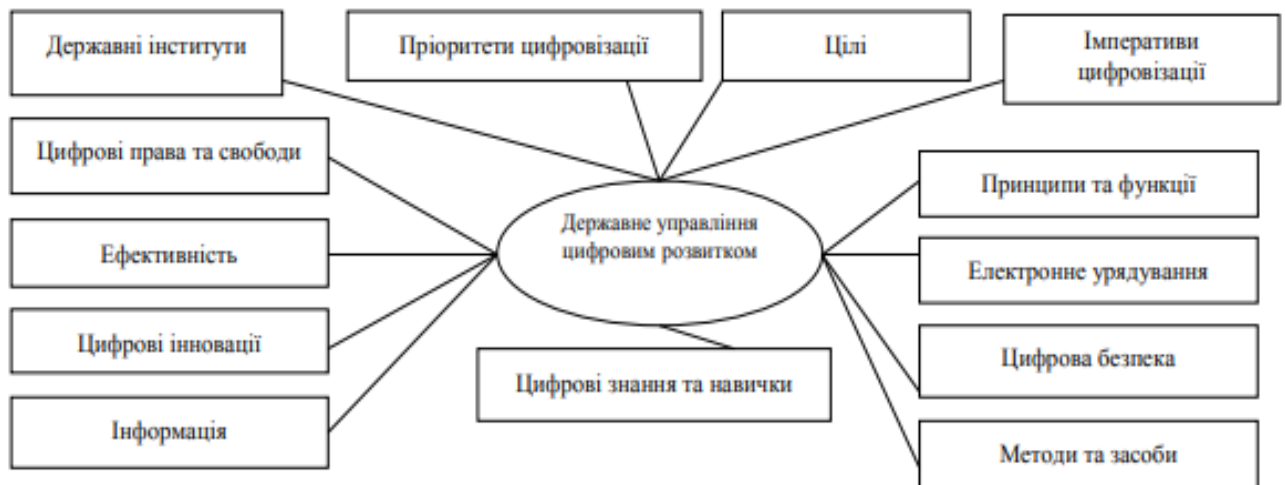 Державні інститути
Пріоритети цифровізації
Цілі
Імперативи
цифровізації
Цифрові права та свободи
Принципи та функції
Державне управління
цифровим розвитком
Ефективність
Електронне урядування
Цифрові інновації
Цифрова безпека
Цифрові знання та навички
Інформація
Методи та засоби